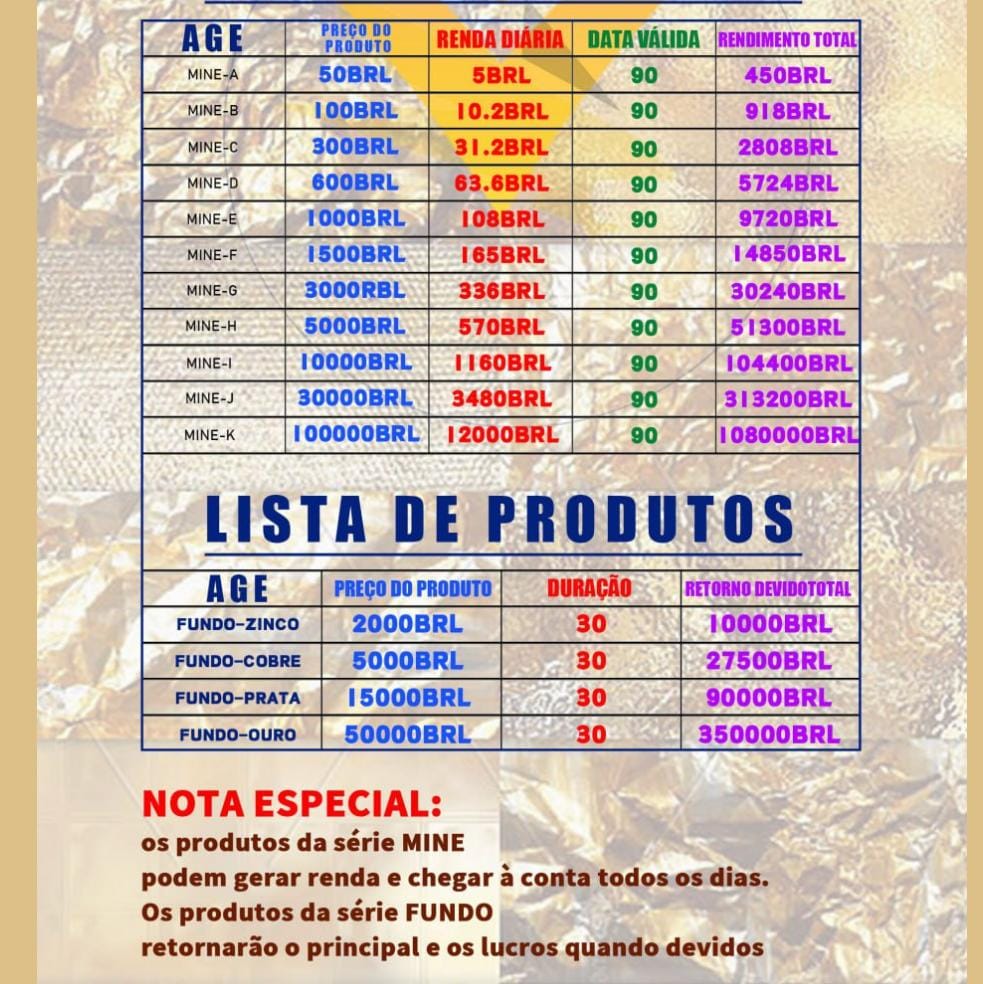 AGE PREÇO DO PRODUTO RENDA DIÁRIA DATA VÁLIDA RENDIMENTO TOTAL
MINE-A 50BRL 5BRL 90 450BRL
MINE-B 100BRL 10.2BRL 90 918BRL
MINE-C 300BRL 31.2BRL 90 2808BRL
MINE-D 600BRL 63.6BRL 90 5724BRL
MINE-E 1000BRL 108BRL 90 9720BRL
MINE-F 1500BRL 165BRL 90 14850BRL
MINE-G 3000RBL 336BRL 90 30240BRL
MINE-H 5000BRL 570BRL 90 51300BRL
MINE-I 10000BRL 1160BRL 90 104400BRL
MINE-J 30000BRL 3480BRL 90 313200BRL
MINE-K 100000BRL 12000BRL 90 1080000BRL
LISTA DE PRODUTOS
AGE PREÇO DO PRODUTO DURAÇÃO RETORNO DEVIDOTOTAL
FUNDO-ZINCO 2000BRL 30 10000BRL
FUNDO-COBRE 5000BRL 30 27500BRL
FUNDO-PRATA 15000BRL 30 90000BRL
FUNDO-OURO 50000BRL 30 350000BRL
NOTA ESPECIAL:
os produtos da série MINE
podem gerar renda e chegar à conta todos os dias.
Os produtos da série FUNDO
retornarão o principal e os lucros quando devidos